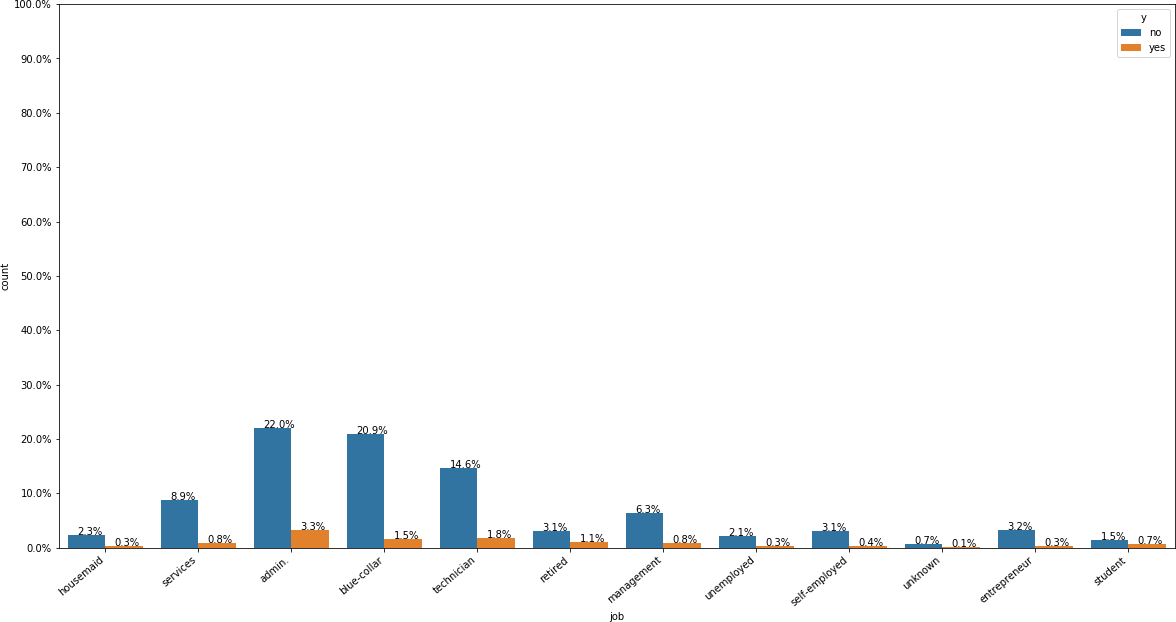 100.0%
90.0%
80.0%
70.0%
60.0%
50.0%
40.0%
30.0%
20.0%
10.0%
0.0%
count
y
no
yes
2.3%
0.3%
8.9%
0.8%
22.0%
3.3%
20.9%
1.5%
14.6%
1.8%
3.1%
1.1%
6.3%
0.8%
2.1%
0.3%
3.1%
0.4%
0.7%
0.1%
3.2%
0.3%
1.5%
0.7%
housemaid
services
admin.
blue-collar
technician
retired
management
unemployed
self-employed
unknown
entrepreneur
student
job